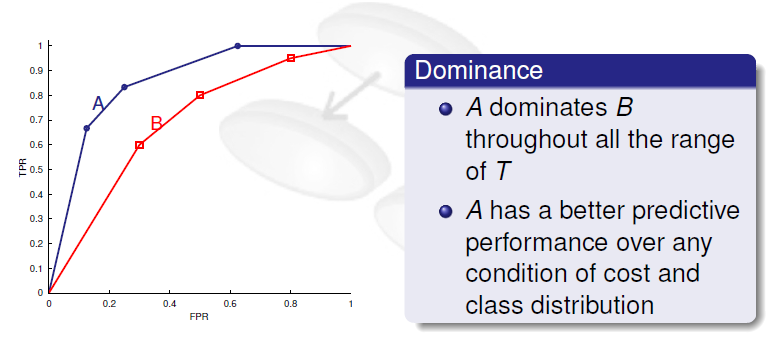 1
0.9
0.8
0.7
0.6
0.5
0.4
0.3
0.2
0.1
0
TPR
A
B
0 0.2 0.4 0.6 0.8 1
FPR
Dominance
A dominates B
throughout all the range
of T
A has a better predictive
performance over any
condition of cost and
class distribution